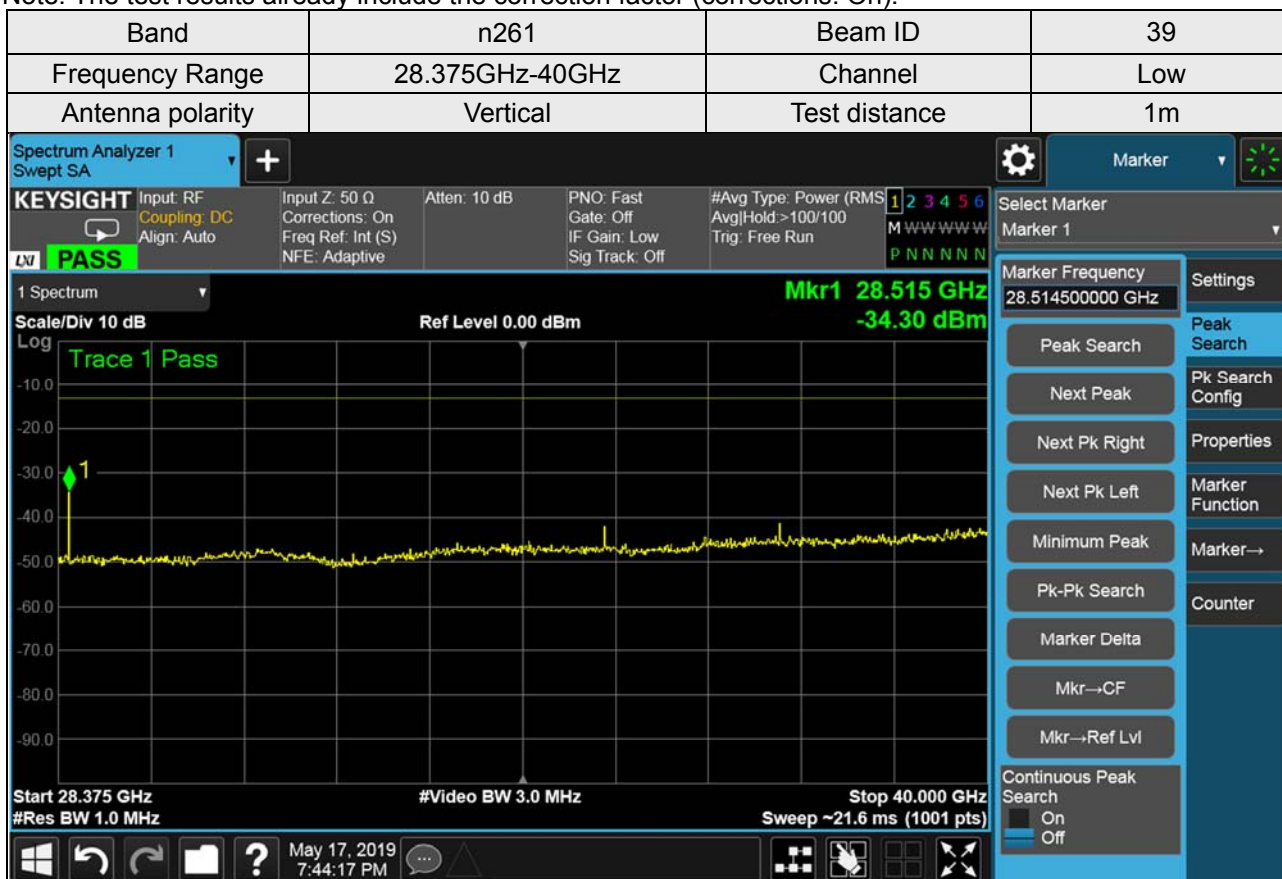 Note: The test results already include the correction factor (corrections: On).
Band n261 Beam ID 39
Frequency Range 28.375GHz-40GHz Channel Low
Antenna polarity Vertical Test distance 1m
Spectrum Analyzer 1
Swept SA
+
Marker
KEYSIGHT
LXI PASS
Input: RF
Coupling: DC
Align: Auto
Input Z: 50 Ω
Corrections: On
Freq Ref: Int (S)
NFE: Adaptive
Atten: 10 dB
PNO: Fast
Gate: Off
IF Gain: Low
Sig Track: Off
#Avg Type: Power (RMS
Avg|Hold:>100/100
Trig: Free Run
1 2 3 4 5 6
M W W W W W
P N N N N N
Select Marker
Marker 1
1 Spectrum
Scale/Div 10 dB
Ref Level 0.00 dBm
Mkr1 28.515 GHz
-34.30 dBm
Log
Trace 1 Pass
-10.0
-20.0
-30.0
1
-40.0
-50.0
-60.0
-70.0
-80.0
-90.0
Start 28.375 GHz
#Res BW 1.0 MHz
#Video BW 3.0 MHz
Stop 40.000 GHz
Sweep ~21.6 ms (1001 pts)
Marker Frequency
28.514500000 GHz
Peak Search
Next Peak
Next Pk Right
Next Pk Left
Minimum Peak
Pk-Pk Search
Marker Delta
Mkr→CF
Mkr→Ref Lvl
Continuous Peak
Search
On
Off
Settings
Peak
Search
Pk Search
Config
Properties
Marker
Function
Marker→
Counter
?
May 17, 2019
7:44:17 PM